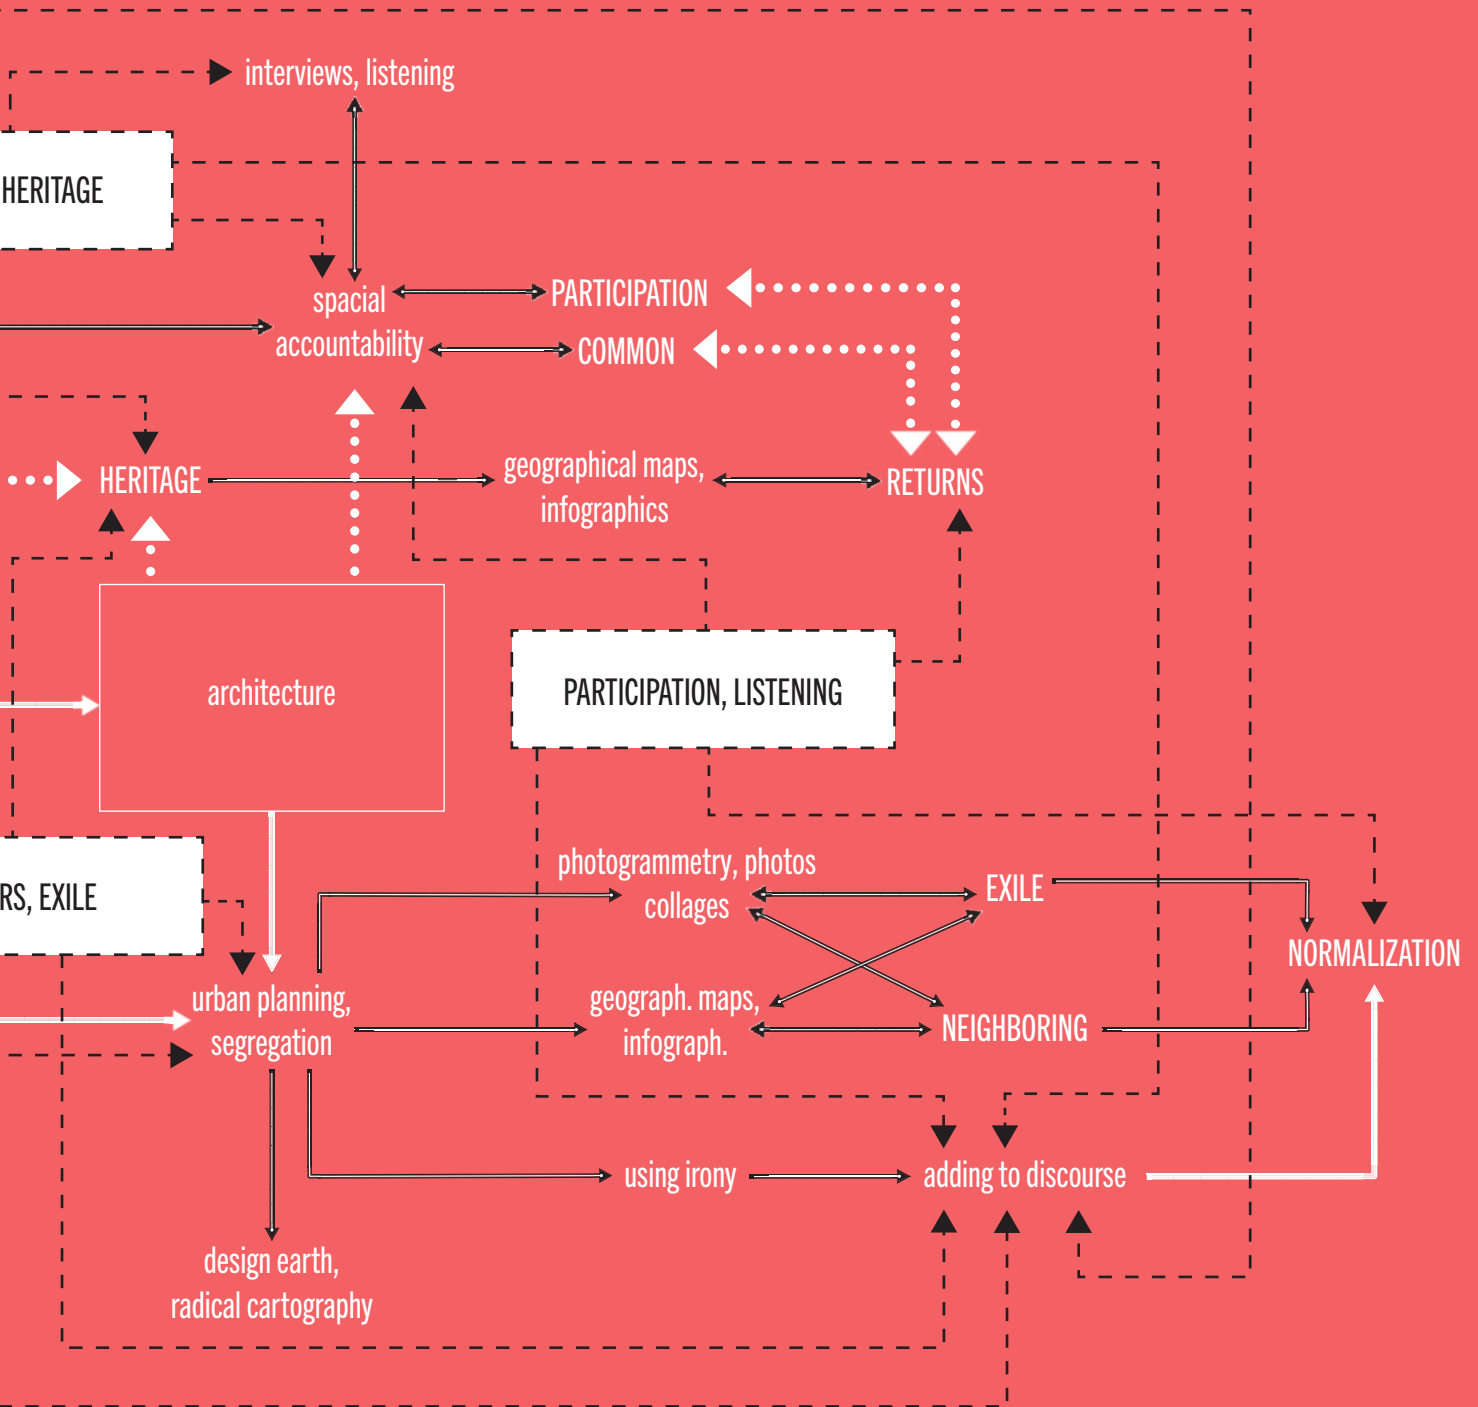 interviews, listening
HERITAGE
spacial
accountability
PARTICIPATION
COMMON
HERITAGE
geographical maps,
infographics
RETURNS
architecture
PARTICIPATION, LISTENING
RS, EXILE
photogrammetry, photos
collages
EXILE
NORMALIZATION
urban planning,
segregation
geograph. maps,
infograph.
NEIGHBORING
using irony
adding to discourse
design earth,
radical cartography